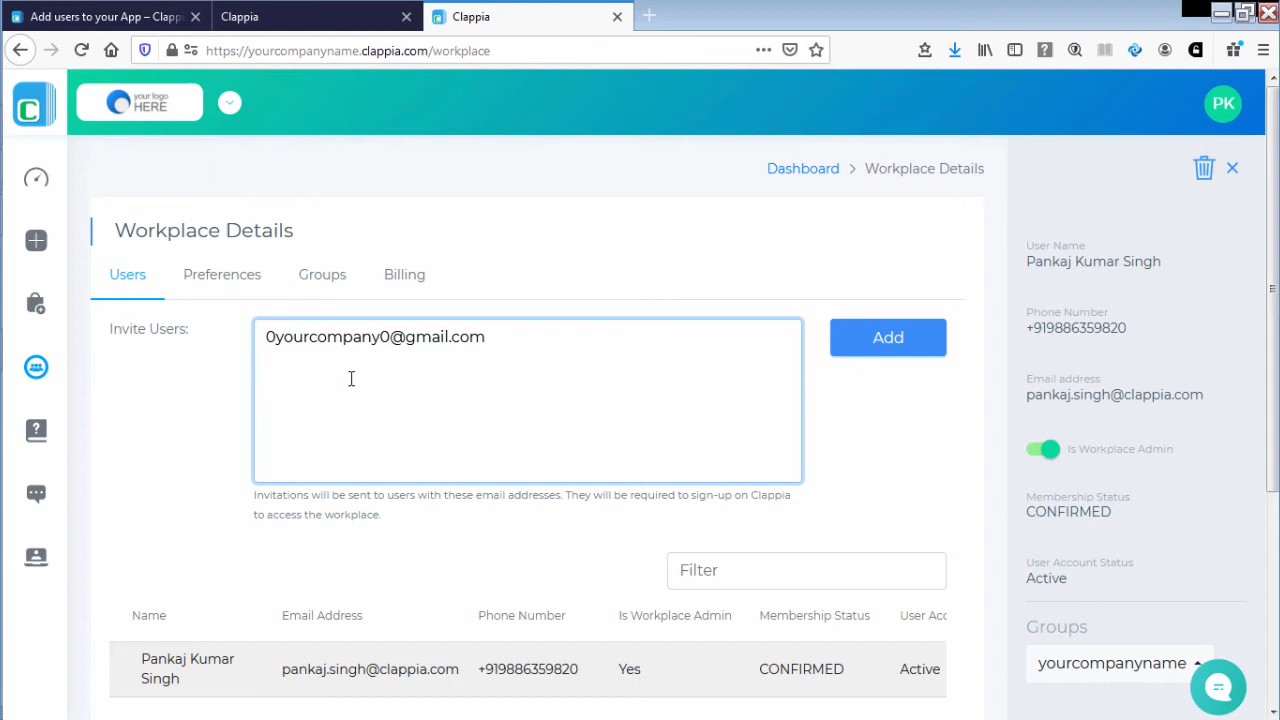 Add users to your App – Clappi
Clappia
Clappia
https://yourcompanyname.clappia.com/workplace
your logo
HERE
PK
Dashboard > Workplace Details
Workplace Details
Users Preferences Groups Billing
Invite Users:
0yourcompany0@gmail.com
Add
Invitations will be sent to users with these email addresses. They will be required to sign-up on Clappia
to access the workplace.
Filter
Name Email Address Phone Number Is Workplace Admin Membership Status User Acc
Pankaj Kumar
Singh
pankaj.singh@clappia.com +919886359820 Yes CONFIRMED Active
User Name
Pankaj Kumar Singh
Phone Number
+919886359820
Email address
pankaj.singh@clappia.com
Is Workplace Admin
Membership Status
CONFIRMED
User Account Status
Active
Groups
yourcompanyname